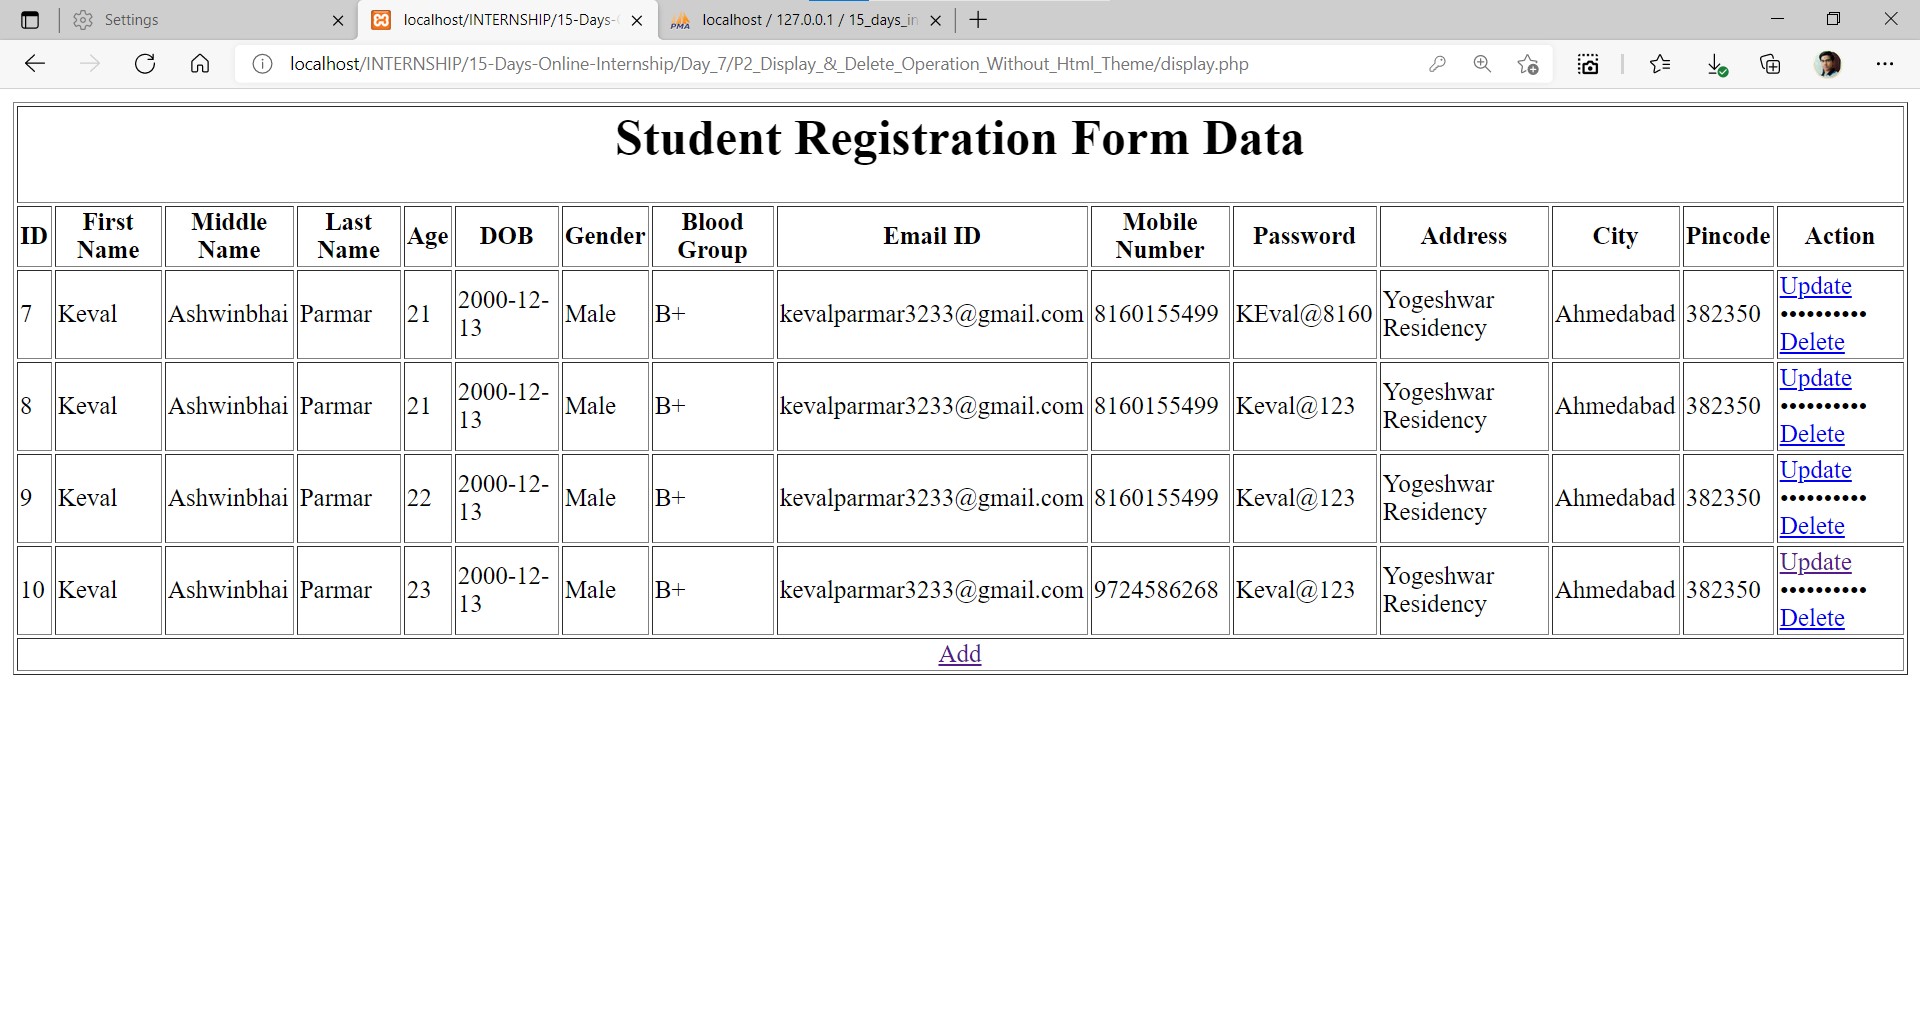 Settings
localhost/INTERNSHIP/15-Days-
localhost / 127.0.0.1 / 15_days_in
localhost/INTERNSHIP/15-Days-Online-Internship/Day_7/P2_Display_&_Delete_Operation_Without_Html_Theme/display.php
Student Registration Form Data
ID First Name Middle Name Last Name Age DOB Gender Blood Group Email ID Mobile Number Password Address City Pincode Action
7 Keval Ashwinbhai Parmar 21 2000-12-13 Male B+ kevalparmar3233@gmail.com 8160155499 KEval@8160 Yogeshwar Residency Ahmedabad 382350 Update •••••••••• Delete
8 Keval Ashwinbhai Parmar 21 2000-12-13 Male B+ kevalparmar3233@gmail.com 8160155499 Keval@123 Yogeshwar Residency Ahmedabad 382350 Update •••••••••• Delete
9 Keval Ashwinbhai Parmar 22 2000-12-13 Male B+ kevalparmar3233@gmail.com 8160155499 Keval@123 Yogeshwar Residency Ahmedabad 382350 Update •••••••••• Delete
10 Keval Ashwinbhai Parmar 23 2000-12-13 Male B+ kevalparmar3233@gmail.com 9724586268 Keval@123 Yogeshwar Residency Ahmedabad 382350 Update •••••••••• Delete
Add